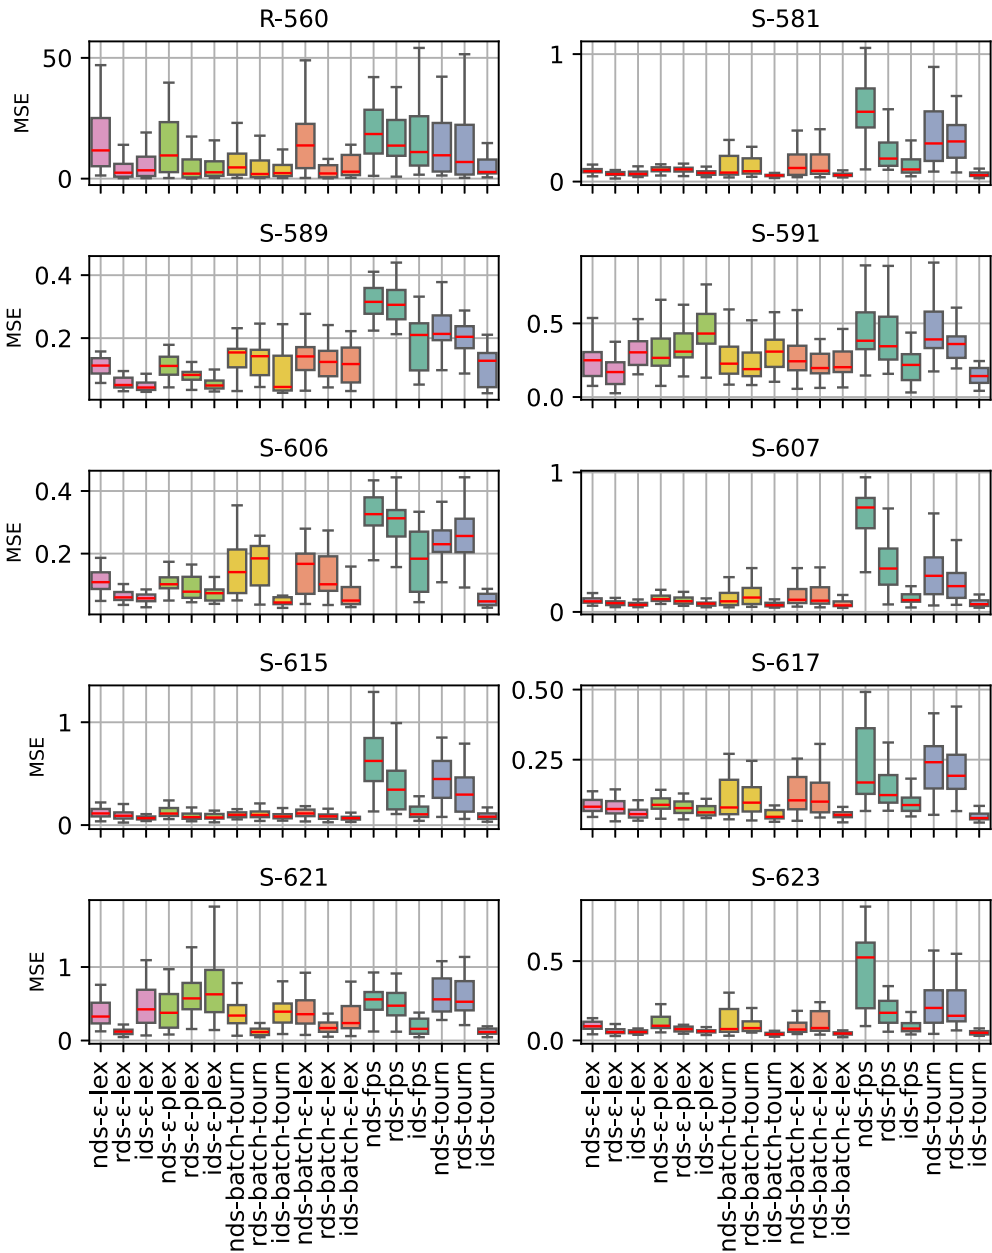 R-560
S-581
MSE
50
0
1
0
S-589
S-591
MSE
0.4
0.2
0.5
0.0
S-606
S-607
MSE
0.4
0.2
1
0
S-615
S-617
MSE
1
0
0.50
0.25
S-621
S-623
MSE
1
0
0.5
0.0
nds-ε-lex
rds-ε-lex
ids-ε-lex
nds-ε-plex
rds-ε-plex
ids-ε-plex
nds-batch-tourn
rds-batch-tourn
ids-batch-tourn
nds-batch-ε-lex
rds-batch-ε-lex
ids-batch-ε-lex
nds-fps
rds-fps
ids-fps
nds-tourn
rds-tourn
ids-tourn
nds-ε-lex
rds-ε-lex
ids-ε-lex
nds-ε-plex
rds-ε-plex
ids-ε-plex
nds-batch-tourn
rds-batch-tourn
ids-batch-tourn
nds-batch-ε-lex
rds-batch-ε-lex
ids-batch-ε-lex
nds-fps
rds-fps
ids-fps
nds-tourn
rds-tourn
ids-tourn